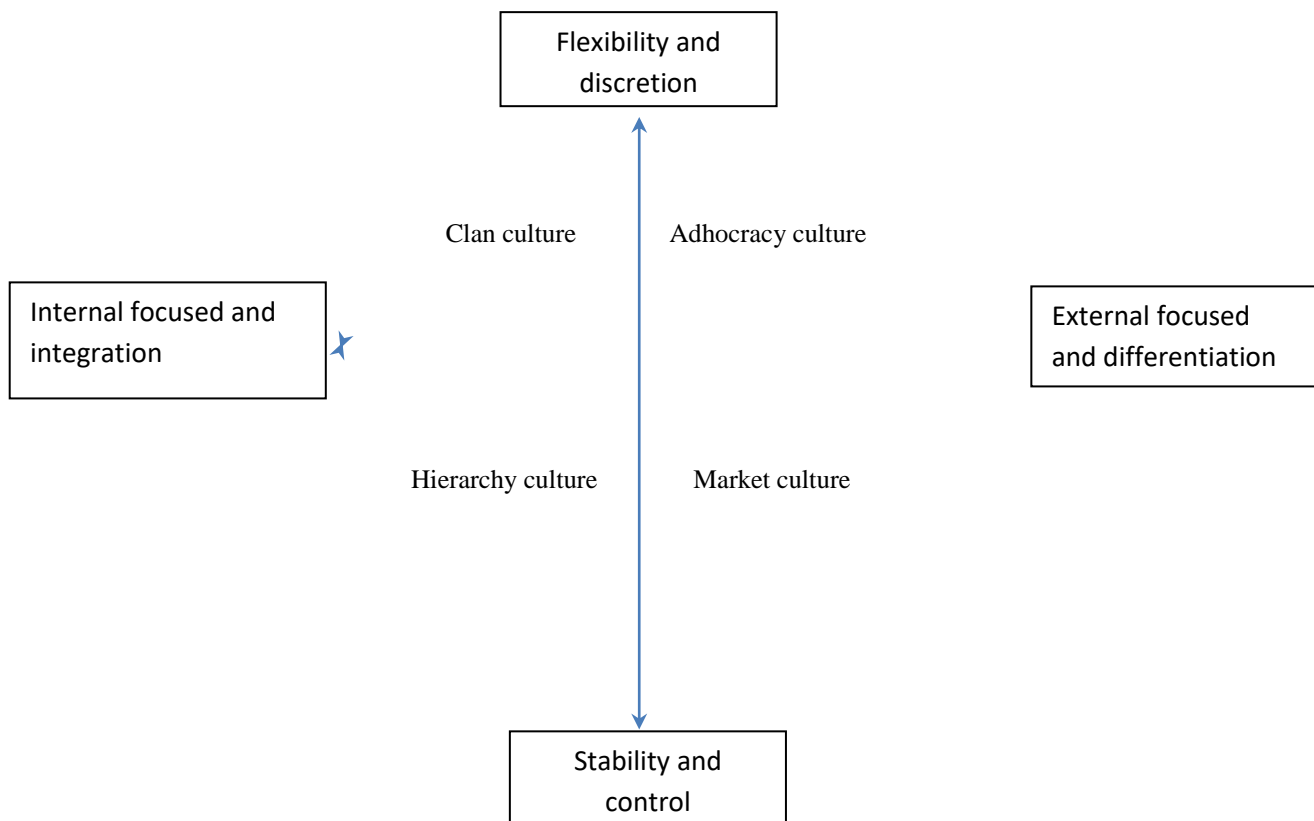 Flexibility and
discretion
Clan culture
Adhocracy culture
Internal focused and
integration
External focused
and differentiation
Hierarchy culture
Market culture
Stability and
control